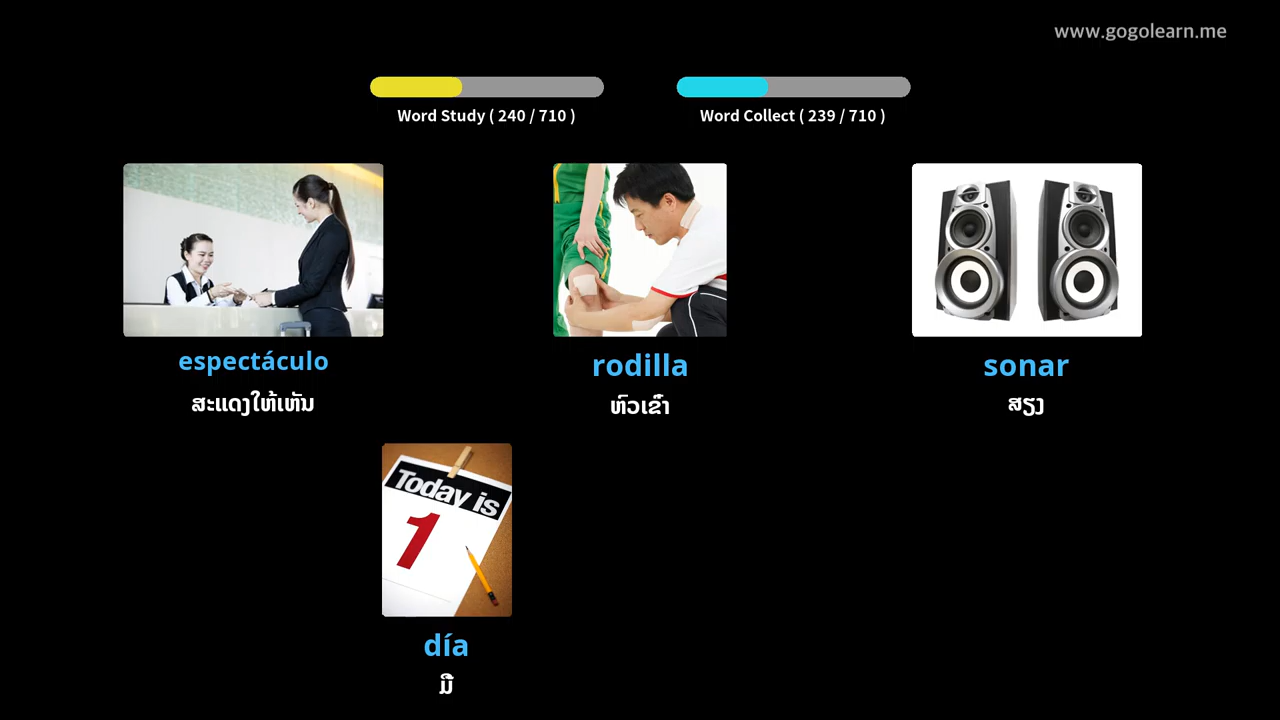 www.gogolearn.me
Word Study ( 240 / 710 )
Word Collect ( 239 / 710 )
espectáculo
ສະແດງໃຫ້ເຫັນ
rodilla
ຫົວເຂົ່າ
sonar
ສຽງ
Today is
1
día
ມື້